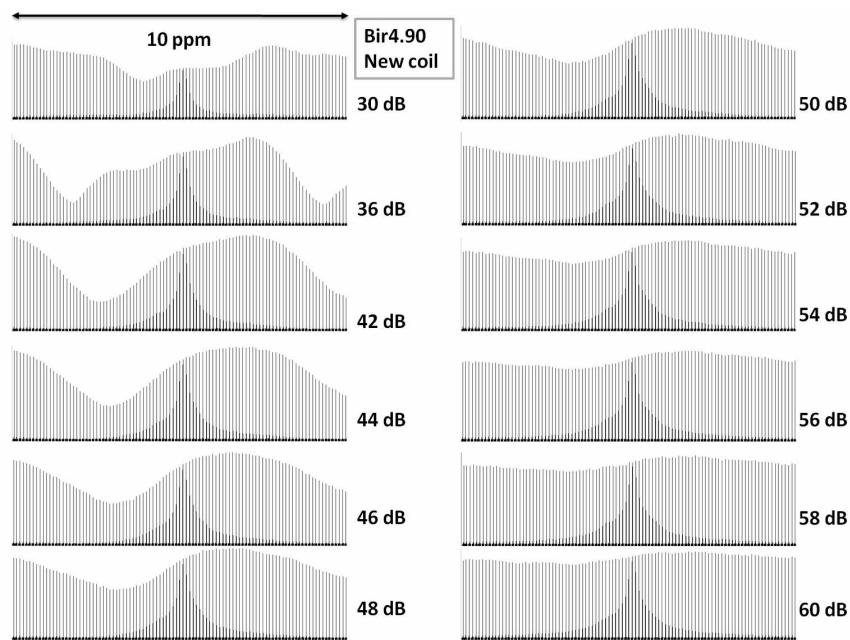 10 ppm
Bir4.90
New coil
30 dB
36 dB
42 dB
44 dB
46 dB
48 dB
50 dB
52 dB
54 dB
56 dB
58 dB
60 dB